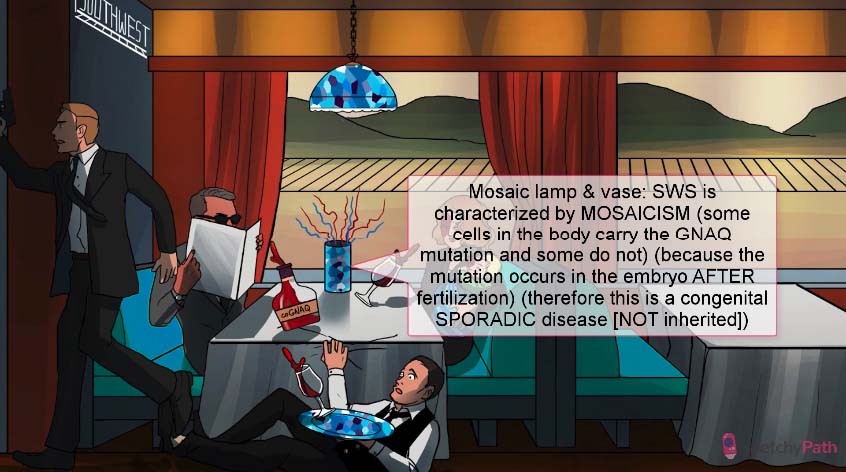 SOUTHWEST
Mosaic lamp & vase: SWS is
characterized by MOSAICISM (some
cells in the body carry the GNAQ
mutation and some do not) (because the
mutation occurs in the embryo AFTER
fertilization) (therefore this is a congenital
SPORADIC disease [NOT inherited])
GNAQ
etchyPath